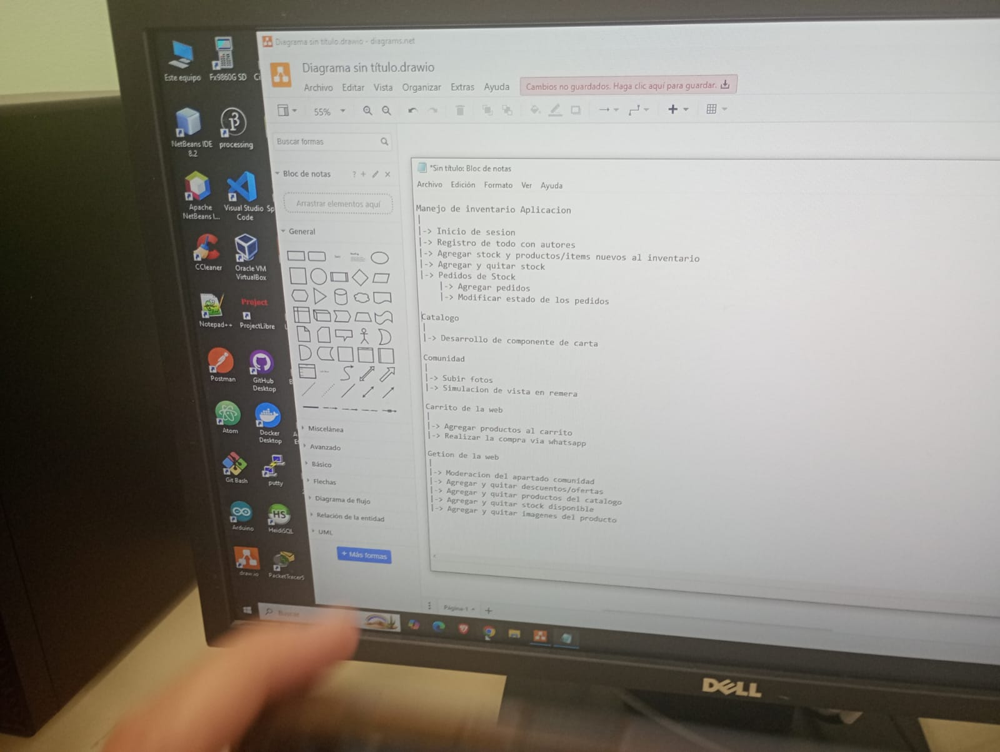 Diagrama sin título.drawio - diagrams.net
Diagrama sin título.drawio
Archivo Editar Vista Organizar Extras Ayuda
Cambios no guardados. Haga clic aquí para guardar.
55%
Buscar formas
Bloc de notas
Arrastrar elementos aquí
General
Miscelánea
Avanzado
Básico
Flechas
Diagrama de flujo
Relación de la entidad
UML
+ Más formas
*Sin título: Bloc de notas
Archivo Edición Formato Ver Ayuda
Manejo de inventario Aplicacion
|
|-> Inicio de sesion
|-> Registro de todo con autores
|-> Agregar stock y productos/items nuevos al inventario
|-> Agregar y quitar stock
|-> Pedidos de Stock
|-> Agregar pedidos
|-> Modificar estado de los pedidos
Catalogo
|
|-> Desarrollo de componente de carta
Comunidad
|
|-> Subir fotos
|-> Simulacion de vista en remera
Carrito de la web
|
|-> Agregar productos al carrito
|-> Realizar la compra via whatsapp
Getion de la web
|
|-> Moderacion del apartado comunidad
|-> Agregar y quitar descuentos/ofertas
|-> Agregar y quitar productos del catalogo
|-> Agregar y quitar stock disponible
|-> Agregar y quitar imagenes del producto
Página-1
Este equipo
Fx9860G SD
Ci
NetBeans IDE
8.2
processing
Apache
NetBeans I...
Visual Studio
Code
Sp
CCleaner
Oracle VM
VirtualBox
Notepad++
Project
ProjectLibre
Postman
GitHub
Desktop
Atom
Docker
Desktop
Git Bash
putty
Arduino
HS
HeidiSQL
draw.io
PacketTracer5
Buscar
DELL